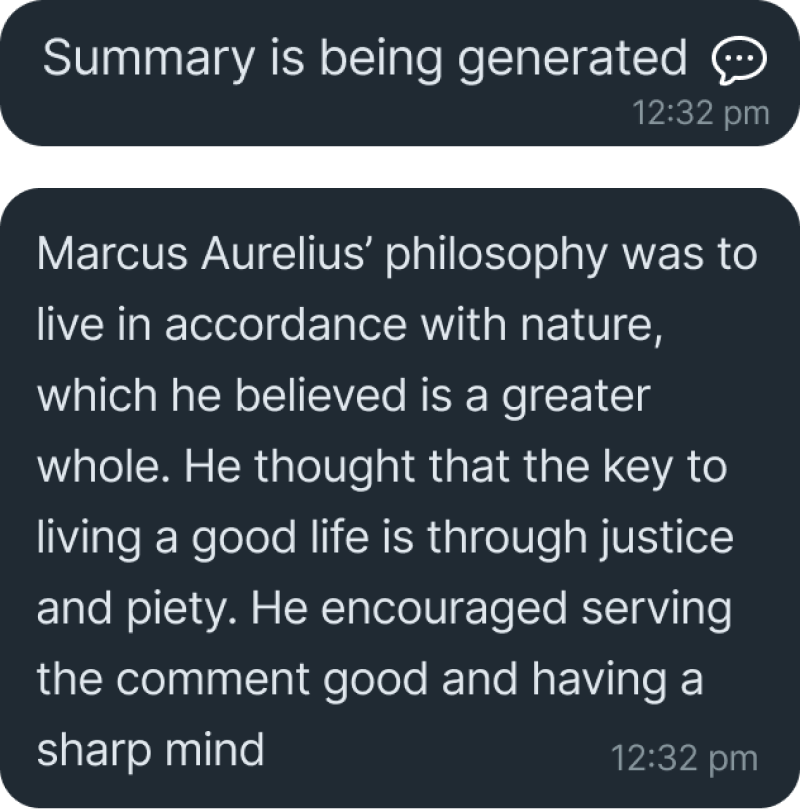 Summary is being generated
12:32 pm
Marcus Aurelius’ philosophy was to
live in accordance with nature,
which he believed is a greater
whole. He thought that the key to
living a good life is through justice
and piety. He encouraged serving
the comment good and having a
sharp mind
12:32 pm